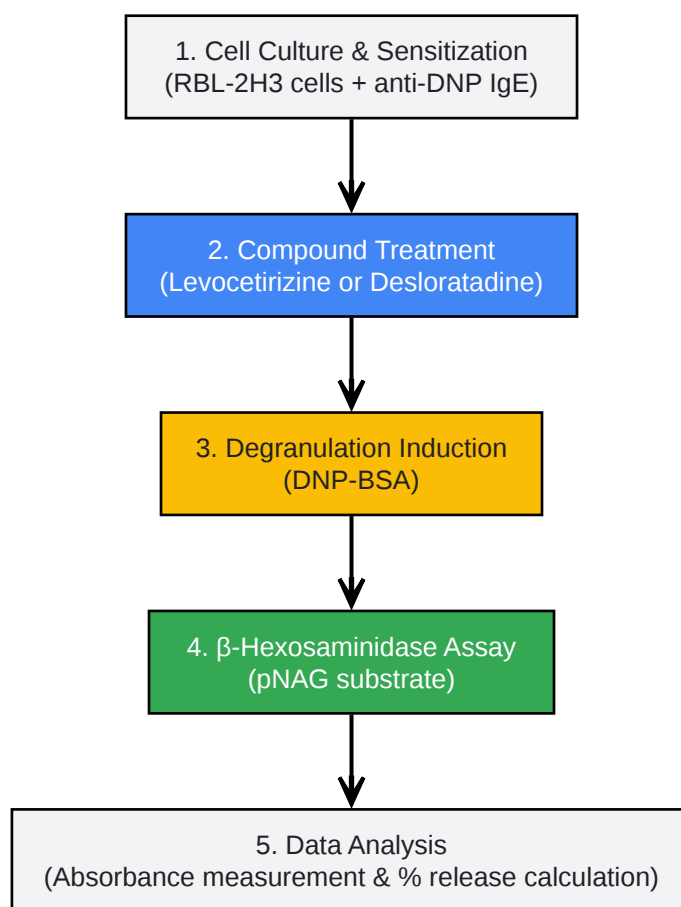 1. Cell Culture & Sensitization
(RBL-2H3 cells + anti-DNP IgE)
2. Compound Treatment
(Levocetirizine or Desloratadine)
3. Degranulation Induction
(DNP-BSA)
4. β-Hexosaminidase Assay
(pNAG substrate)
5. Data Analysis
(Absorbance measurement & % release calculation)